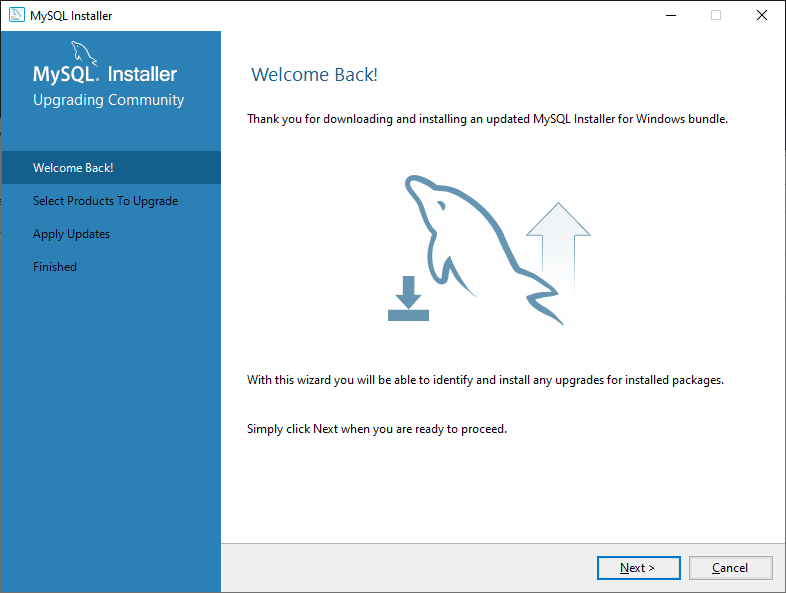 MySQL Installer
MySQL. Installer
Upgrading Community
Welcome Back!
Select Products To Upgrade
Apply Updates
Finished
Welcome Back!
Thank you for downloading and installing an updated MySQL Installer for Windows bundle.
With this wizard you will be able to identify and install any upgrades for installed packages.
Simply click Next when you are ready to proceed.
Next >
Cancel